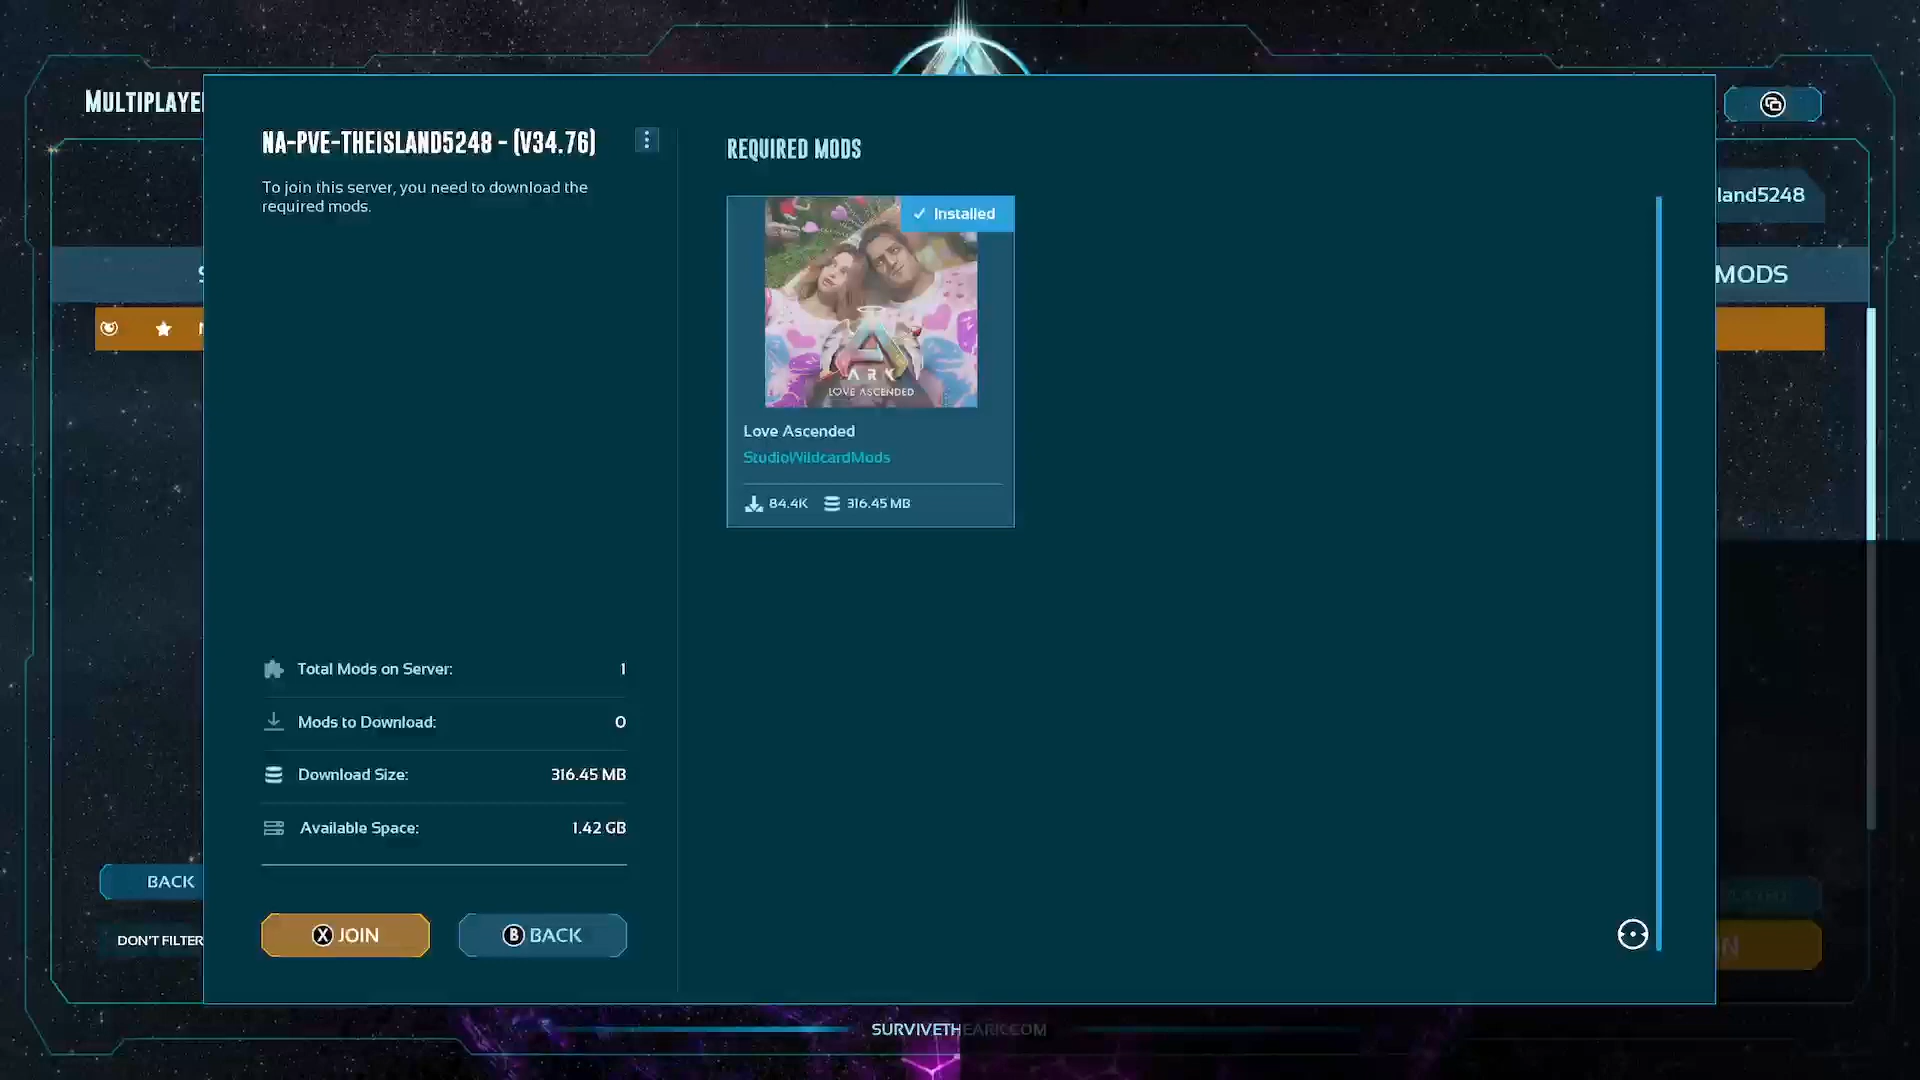 MULTIPLAYE
NA-PVE-THEISLAND5248 - (V34.76)
To join this server, you need to download the
required mods.
REQUIRED MODS
Installed
ARK
LOVE ASCENDED
Love Ascended
StudioWildcardMods
84.4K
316.45 MB
land5248
MODS
Total Mods on Server:
1
Mods to Download:
0
Download Size:
316.45 MB
Available Space:
1.42 GB
BACK
DON'T FILTER
X JOIN
B BACK
SURVIVETHEARK.COM